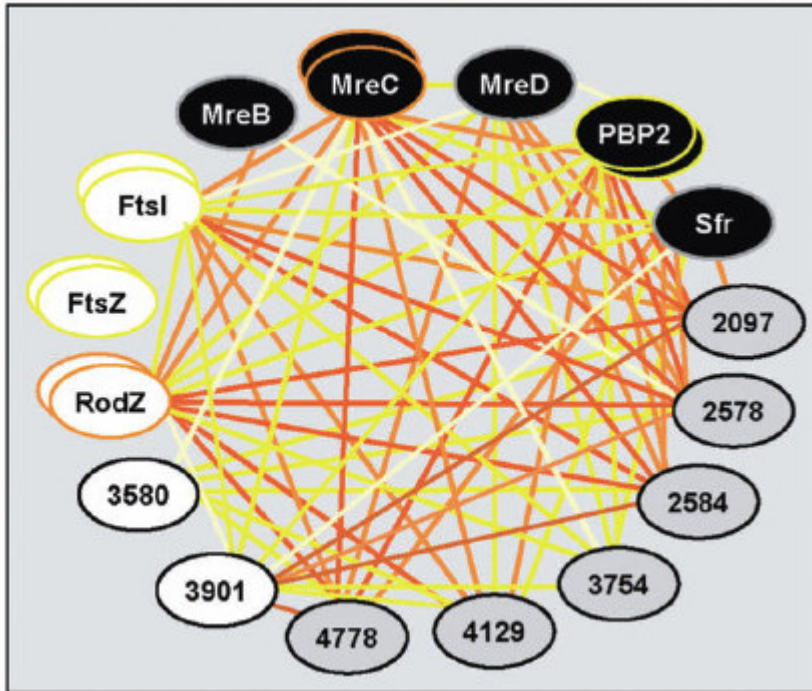 MreC
MreD
MreB
PBP2
FtsI
Sfr
FtsZ
2097
RodZ
2578
3580
2584
3901
3754
4778
4129